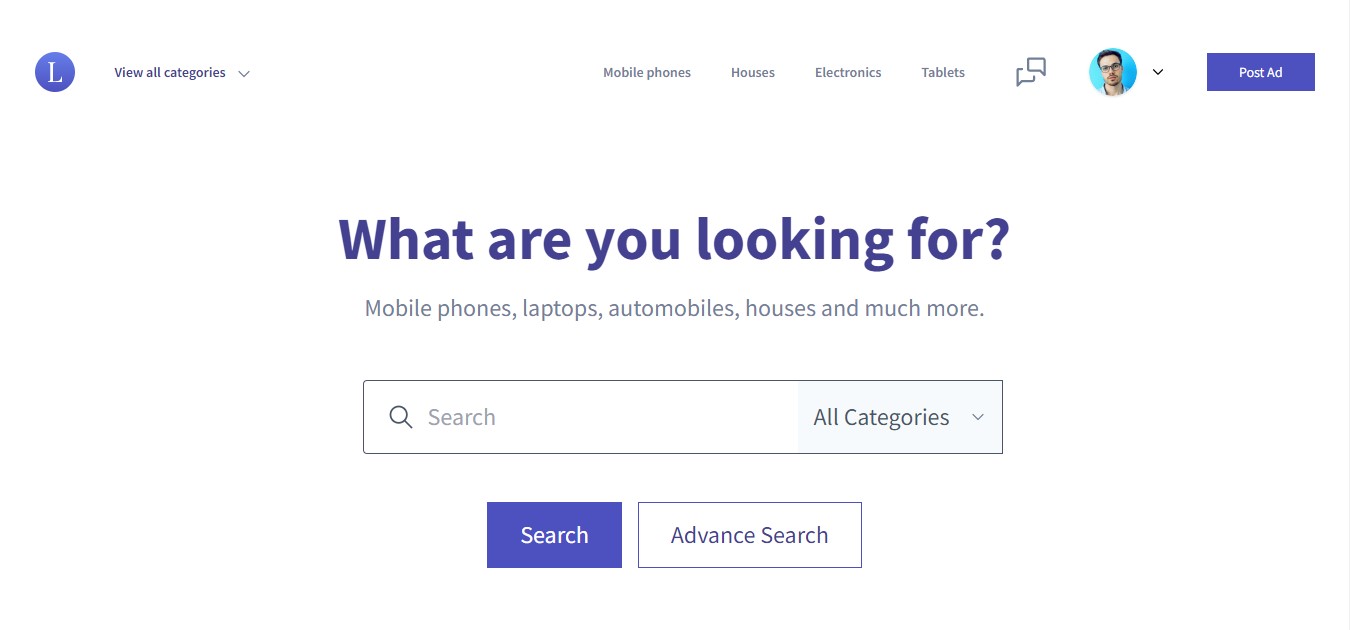 L
View all categories
Mobile phones
Houses
Electronics
Tablets
Post Ad
What are you looking for?
Mobile phones, laptops, automobiles, houses and much more.
Search
All Categories
Search
Advance Search